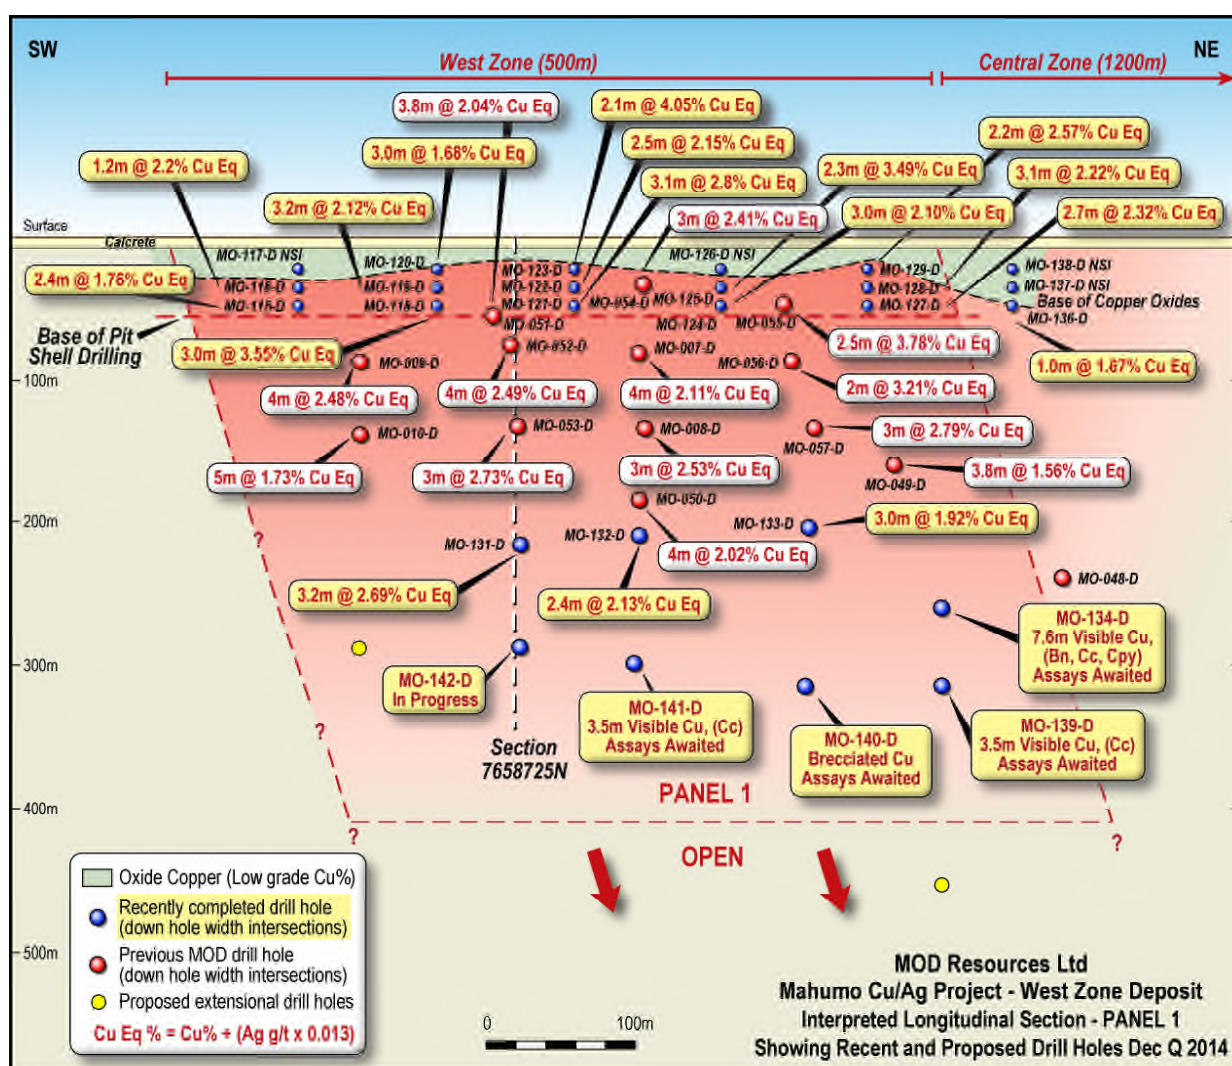 SW
NE
West Zone (500m)
Central Zone (1200m)
3.8m @ 2.04% Cu Eq
2.1m @ 4.05% Cu Eq
3.0m @ 1.68% Cu Eq
2.5m @ 2.15% Cu Eq
2.2m @ 2.57% Cu Eq
1.2m @ 2.2% Cu Eq
3.1m @ 2.8% Cu Eq
2.3m @ 3.49% Cu Eq
3.1m @ 2.22% Cu Eq
3.2m @ 2.12% Cu Eq
3m @ 2.41% Cu Eq
3.0m @ 2.10% Cu Eq
2.7m @ 2.32% Cu Eq
Surface
Calcrete
MO-117-D NSI
MO-120-D
MO-123-D
MO-126-D NSI
MO-129-D
MO-138-D NSI
2.4m @ 1.76% Cu Eq
MO-116-D
MO-119-D
MO-122-D
MO-054-D
MO-125-D
MO-128-D
MO-137-D NSI
MO-115-D
MO-118-D
MO-121-D
MO-127-D
Base of Copper Oxides
MO-051-D
MO-124-D
MO-055-D
MO-136-D
Base of Pit
Shell Drilling
3.0m @ 3.55% Cu Eq
MO-052-D
MO-007-D
2.5m @ 3.78% Cu Eq
MO-009-D
MO-056-D
1.0m @ 1.67% Cu Eq
100m
4m @ 2.48% Cu Eq
4m @ 2.49% Cu Eq
4m @ 2.11% Cu Eq
2m @ 3.21% Cu Eq
MO-010-D
MO-053-D
MO-008-D
MO-057-D
3m @ 2.79% Cu Eq
5m @ 1.73% Cu Eq
3m @ 2.73% Cu Eq
3m @ 2.53% Cu Eq
MO-049-D
3.8m @ 1.56% Cu Eq
MO-050-D
200m
MO-131-D
MO-132-D
MO-133-D
3.0m @ 1.92% Cu Eq
?
4m @ 2.02% Cu Eq
MO-048-D
3.2m @ 2.69% Cu Eq
2.4m @ 2.13% Cu Eq
MO-134-D
7.6m Visible Cu,
(Bn, Cc, Cpy)
Assays Awaited
300m
MO-142-D
In Progress
MO-141-D
3.5m Visible Cu, (Cc)
Assays Awaited
MO-140-D
Brecciated Cu
Assays Awaited
MO-139-D
3.5m Visible Cu, (Cc)
Assays Awaited
?
Section
7658725N
PANEL 1
400m
?
?
OPEN
Oxide Copper (Low grade Cu%)
Recently completed drill hole
(down hole width intersections)
Previous MOD drill hole
(down hole width intersections)
Proposed extensional drill holes
Cu Eq % = Cu% + (Ag g/t x 0.013)
500m
0
100m
MOD Resources Ltd
Mahumo Cu/Ag Project - West Zone Deposit
Interpreted Longitudinal Section - PANEL 1
Showing Recent and Proposed Drill Holes Dec Q 2014